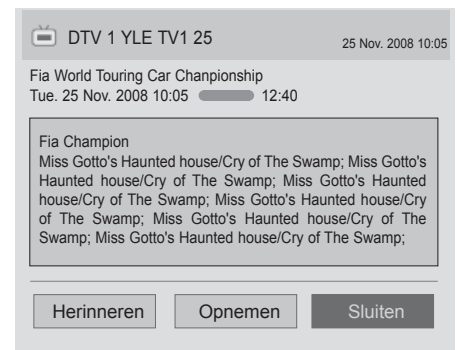 DTV 1 YLE TV1 25
25 Nov. 2008 10:05
Fia World Touring Car Chanpionship
Tue. 25 Nov. 2008 10:05 12:40
Fia Champion
Miss Gotto's Haunted house/Cry of The Swamp; Miss Gotto's
Haunted house/Cry of The Swamp; Miss Gotto's Haunted
house/Cry of The Swamp; Miss Gotto's Haunted house/Cry
of The Swamp; Miss Gotto's Haunted house/Cry of The
Swamp; Miss Gotto's Haunted house/Cry of The Swamp;
Herinneren Opnemen Sluiten